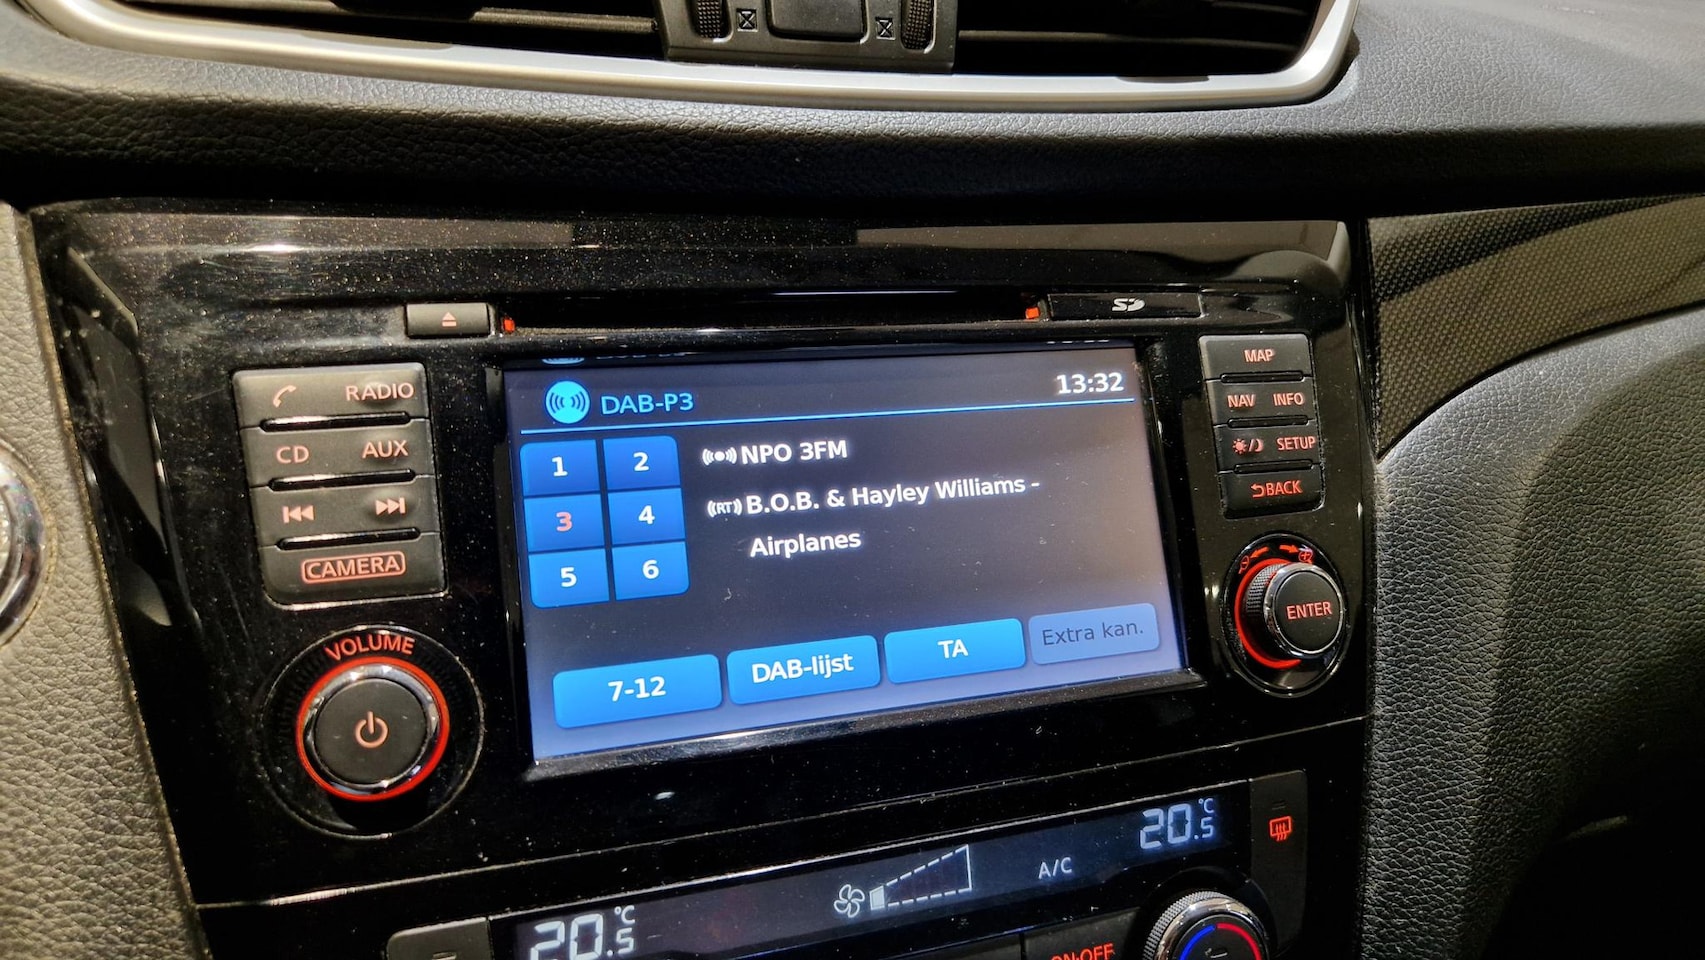 SD
RADIO
CD AUX
CAMERA
VOLUME
DAB-P3 13:32
1 2
3 4
5 6
NPO 3FM
(RT) B.O.B. & Hayley Williams -
Airplanes
7-12 DAB-lijst TA Extra kan.
MAP
NAV INFO
SETUP
BACK
ENTER
20.5 °C
A/C
20.5 °C
ON·OFF